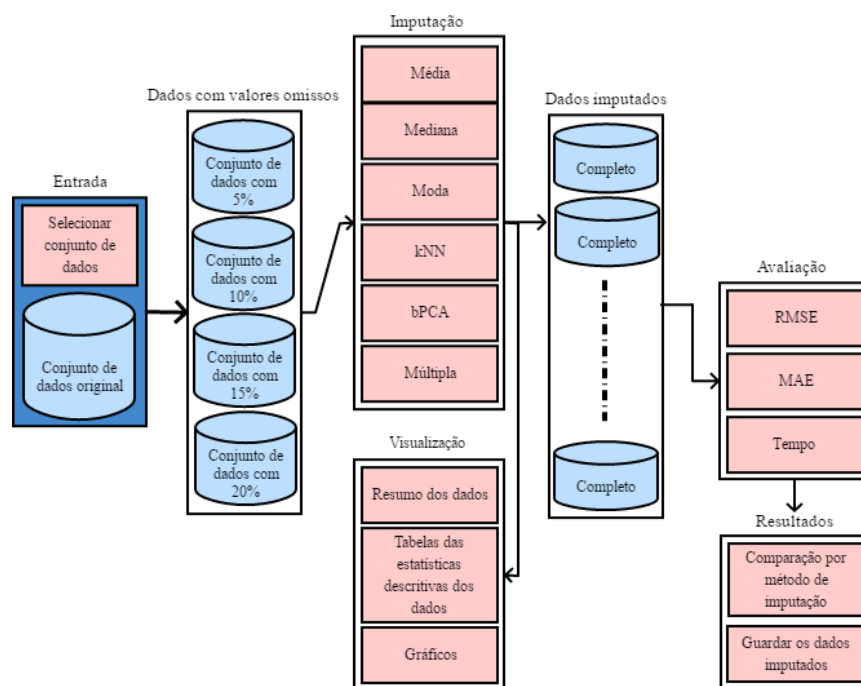 Entrada
Selecionar
conjunto de
dados
Conjunto de
dados original
Dados com valores omissos
Conjunto de
dados com
5%
Conjunto de
dados com
10%
Conjunto de
dados com
15%
Conjunto de
dados com
20%
Imputação
Média
Mediana
Moda
kNN
bPCA
Múltipla
Visualização
Resumo dos dados
Tabelas das
estatísticas
descritivas dos
dados
Gráficos
Dados imputados
Completo
Completo
Completo
Avaliação
RMSE
MAE
Tempo
Resultados
Comparação por
método de
imputação
Guardar os dados
imputados